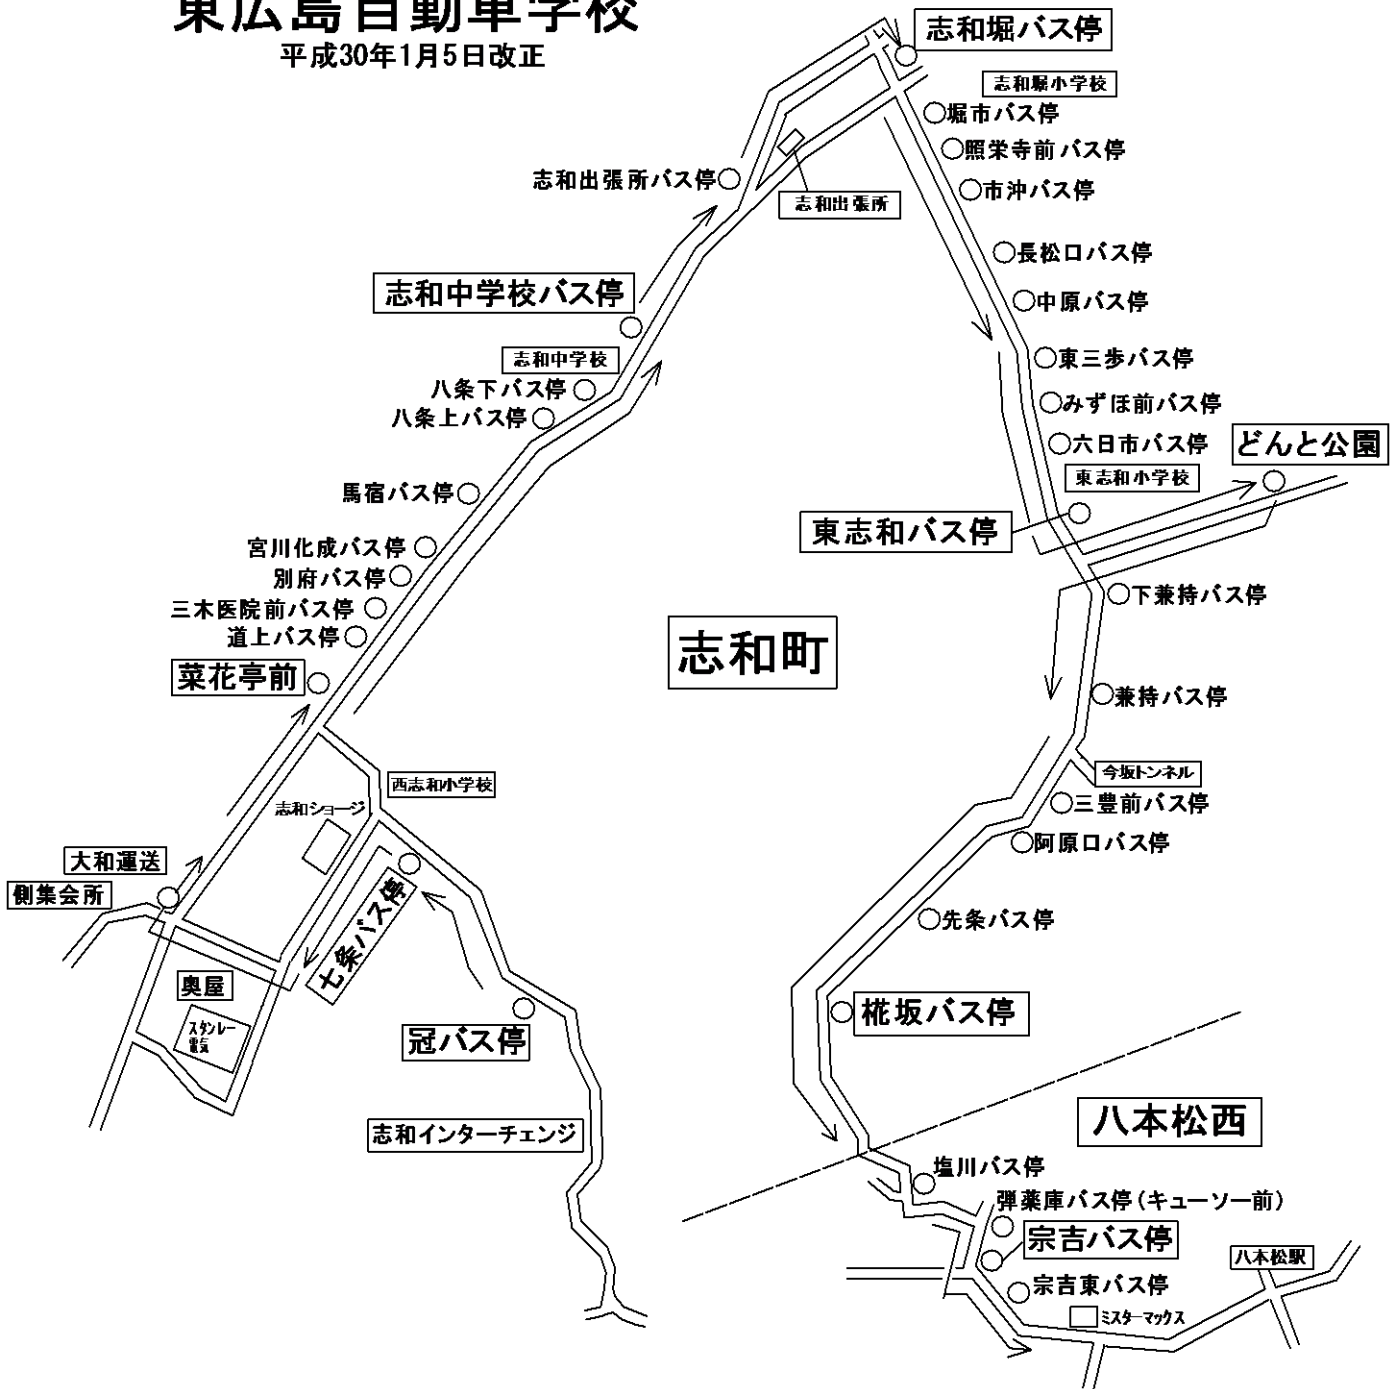 東広島自動車学校
平成30年1月5日改正
志和堀バス停
志和堀小学校
堀市バス停
照栄寺前バス停
市沖バス停
志和出張所バス停
志和出張所
長松口バス停
中原バス停
志和中学校バス停
志和中学校
東三歩バス停
八条下バス停
八条上バス停
みずほ前バス停
六日市バス停
どんと公園
東志和小学校
馬宿バス停
東志和バス停
宮川化成バス停
別府バス停
三木医院前バス停
道上バス停
下兼持バス停
志和町
菜花亭前
兼持バス停
今坂トンネル
西志和小学校
志和ショージ
三豊前バス停
阿原口バス停
大和運送
側集会所
七条バス停
先条バス停
奥屋
スタンレー
電気
冠バス停
椛坂バス停
志和インターチェンジ
八本松西
塩川バス停
弾薬庫バス停（キューソー前）
宗吉バス停
八本松駅
宗吉東バス停
ミスターマックス